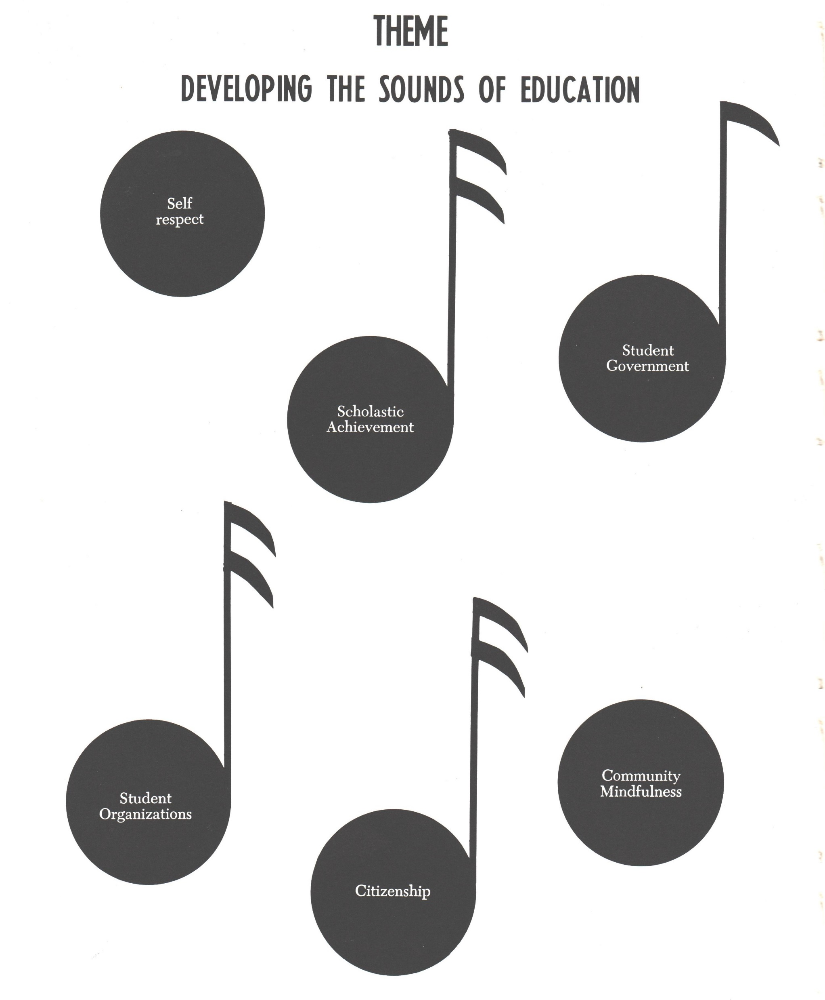 THEME
DEVELOPING THE SOUNDS OF EDUCATION
Self
respect
Scholastic
Achievement
Student
Government
Student
Organizations
Citizenship
Community
Mindfulness